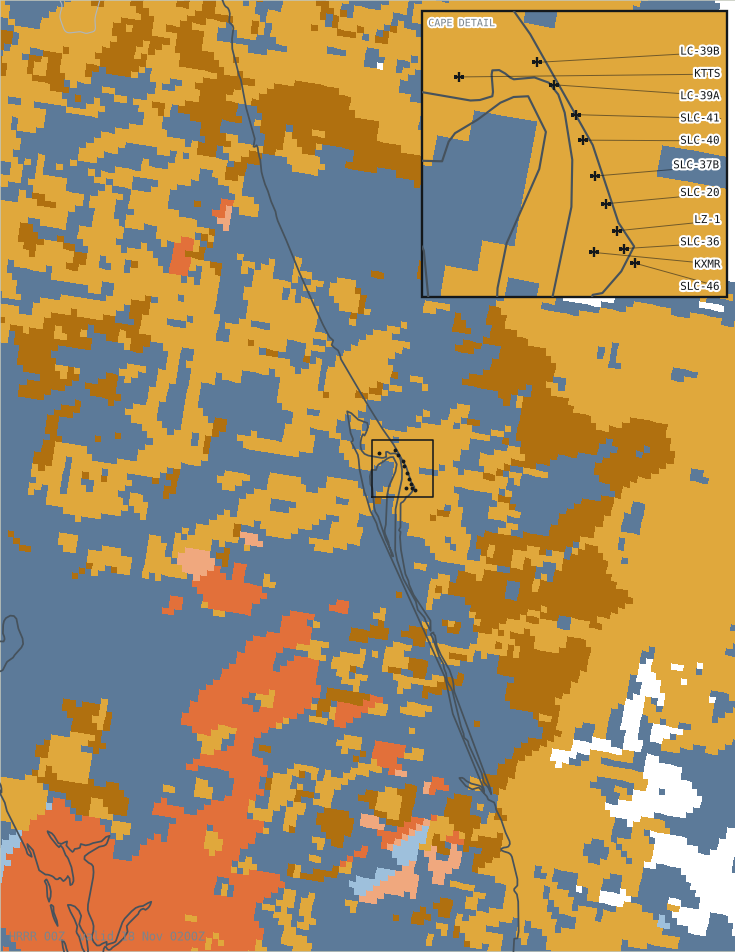 CAPE DETAIL
LC-39B
KTTS
LC-39A
SLC-41
SLC-40
SLC-37B
SLC-20
LZ-1
SLC-36
KXMR
SLC-46